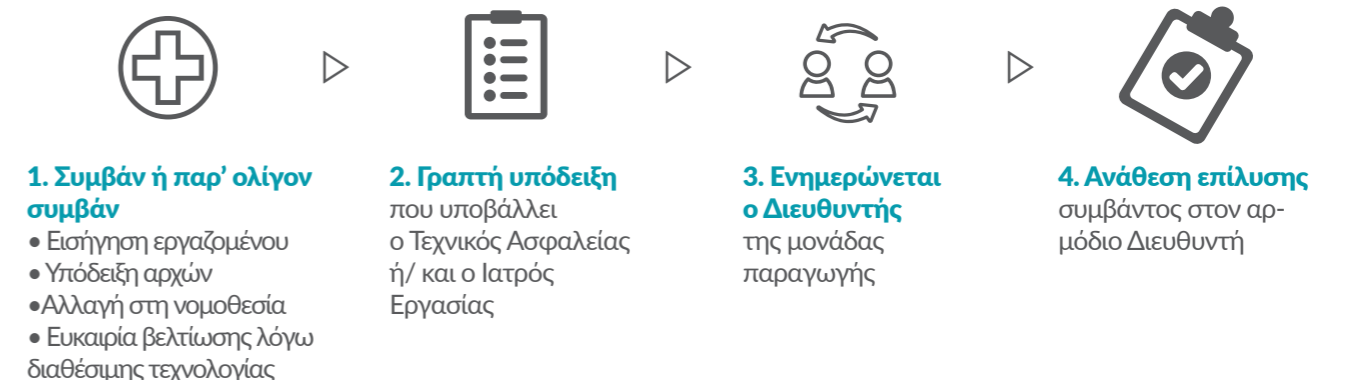 1. Συμβάν ή παρ’ ολίγον
συμβάν
• Εισήγηση εργαζομένου
• Υπόδειξη αρχών
•Αλλαγή στη νομοθεσία
• Ευκαιρία βελτίωσης λόγω
διαθέσιμης τεχνολογίας
2. Γραπτή υπόδειξη
που υποβάλλει
ο Τεχνικός Ασφαλείας
ή/ και ο Ιατρός
Εργασίας
3. Ενημερώνεται
ο Διευθυντής
της μονάδας
παραγωγής
4. Ανάθεση επίλυσης
συμβάντος στον αρ-
μόδιο Διευθυντή